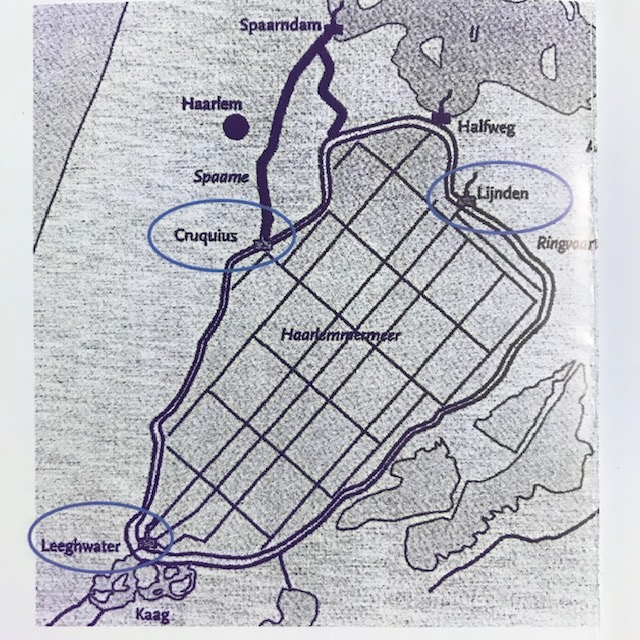 Spaarndam
IJ
Haarlem
Halfweg
Spaarne
Lijnden
Cruquius
Ringvaart
Haarlemmermeer
Leeghwater
Kaag